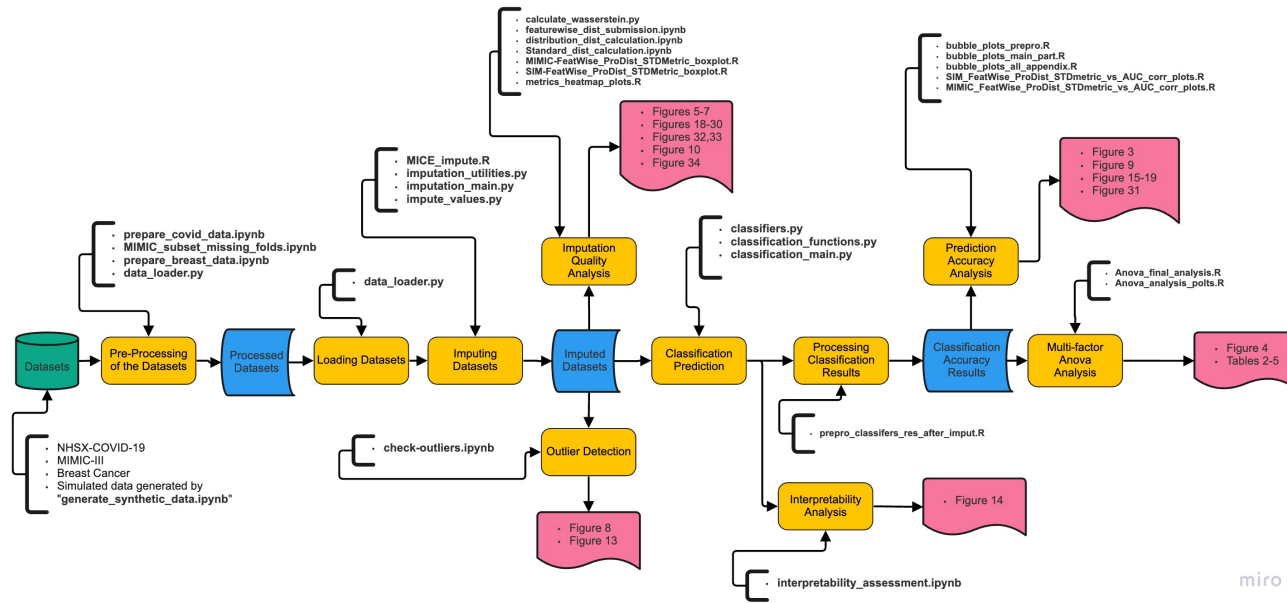 calculate_wasserstein.py
featurewise_dist_submission.ipynb
distribution_dist_calculation.ipynb
Standard_dist_calculation.ipynb
MIMIC-FeatWise_ProDist_STDMetric_boxplot.R
SIM-FeatWise_ProDist_STDMetric_boxplot.R
metrics_heatmap_plots.R
bubble_plots_prepro.R
bubble_plots_main_part.R
bubble_plots_all_appendix.R
SIM_FeatWise_ProDist_STDmetric_vs_AUC_corr_plots.R
MIMIC_FeatWise_ProDist_STDmetric_vs_AUC_corr_plots.R
Figures 5-7
Figures 18-30
Figures 32,33
Figure 10
Figure 34
Figure 3
Figure 9
Figure 15-19
Figure 31
MICE_impute.R
imputation_utilities.py
imputation_main.py
impute_values.py
prepare_covid_data.ipynb
MIMIC_subset_missing_folds.ipynb
prepare_breast_data.ipynb
data_loader.py
classifiers.py
classification_functions.py
classification_main.py
Imputation
Quality
Analysis
Prediction
Accuracy
Analysis
data_loader.py
Anova_final_analysis.R
Anova_analysis_polts.R
Datasets
Pre-Processing
of the Datasets
Processed
Datasets
Loading Datasets
Imputing
Datasets
Imputed
Datasets
Classification
Prediction
Processing
Classification
Results
Classification
Accuracy
Results
Multi-factor
Anova
Analysis
Figure 4
Tables 2-5
NHSX-COVID-19
MIMIC-III
Breast Cancer
Simulated data generated by
"generate_synthetic_data.ipynb"
check-outliers.ipynb
Outlier Detection
prepro_classifers_res_after_imput.R
Figure 8
Figure 13
Interpretability
Analysis
Figure 14
interpretability_assessment.ipynb
miro